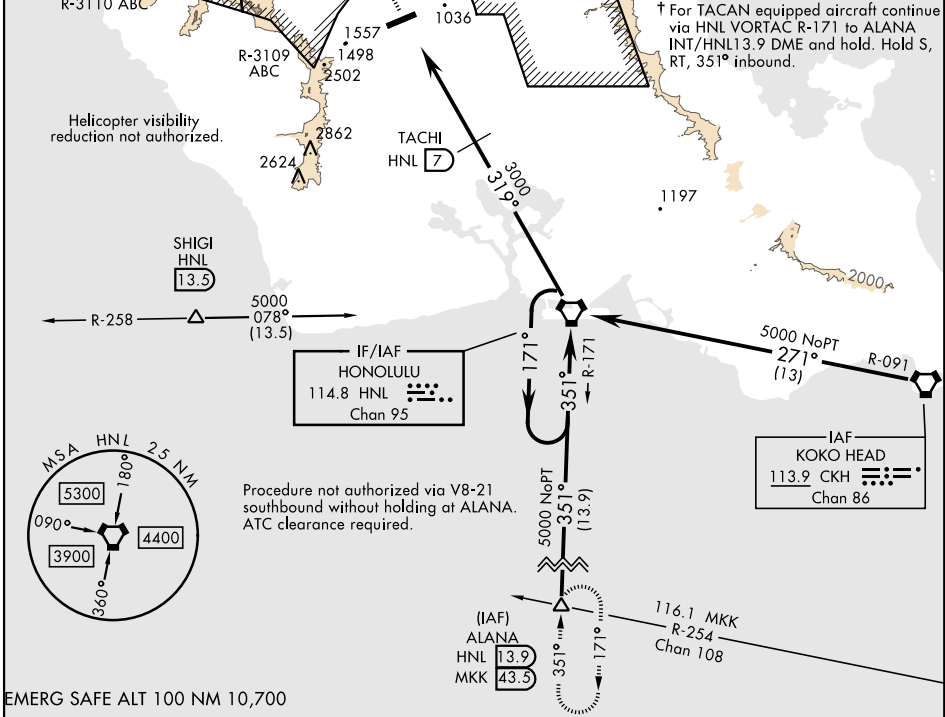 R-3110 ABC
1036
† For TACAN equipped aircraft continue
via HNL VORTAC R-171 to ALANA
INT/HNL13.9 DME and hold. Hold S,
RT, 351° inbound.
1557
1498
R-3109
ABC
2502
Helicopter visibility
reduction not authorized.
2862
2624
TACHI
HNL 7
3000
319°
1197
2000
SHIGI
HNL
13.5
R-258
5000
078°
(13.5)
IF/IAF
HONOLULU
114.8 HNL
Chan 95
171°
351°
R-171
5000 NoPT
271°
(13)
R-091
IAF
KOKO HEAD
113.9 CKH
Chan 86
MSA HNL 25 NM
180°
5300
090°
4400
3900
360°
Procedure not authorized via V8-21
southbound without holding at ALANA.
ATC clearance required.
5000 NoPT
351°
(13.9)
(IAF)
ALANA
HNL 13.9
MKK 43.5
351°
171°
116.1 MKK
R-254
Chan 108
EMERG SAFE ALT 100 NM 10,700